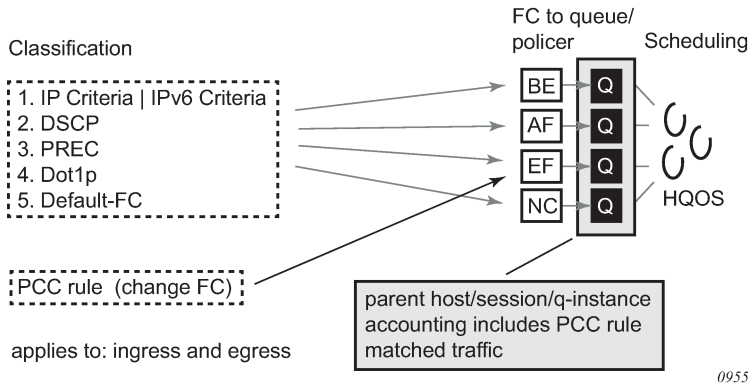 Classification
1. IP Criteria | IPv6 Criteria
2. DSCP
3. PREC
4. Dot1p
5. Default-FC
PCC rule (change FC)
applies to: ingress and egress
FC to queue/
policer
Scheduling
BE
Q
AF
Q
EF
Q
NC
Q
HQOS
parent host/session/q-instance
accounting includes PCC rule
matched traffic
0955